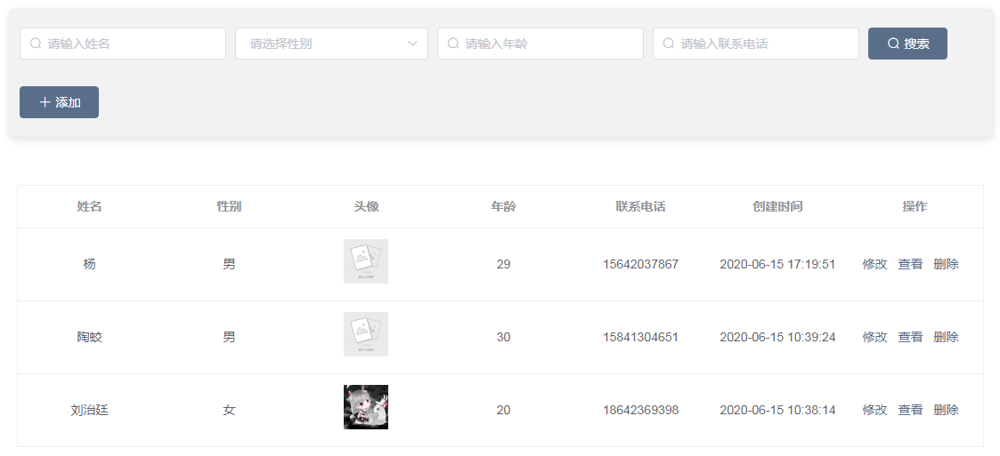 请输入姓名 请选择性别 请输入年龄 请输入联系电话 搜索
添加
姓名 性别 头像 年龄 联系电话 创建时间 操作
杨 男 29 15642037867 2020-06-15 17:19:51 修改 查看 删除
陶蛟 男 30 15841304651 2020-06-15 10:39:24 修改 查看 删除
刘治廷 女 20 18642369398 2020-06-15 10:38:14 修改 查看 删除